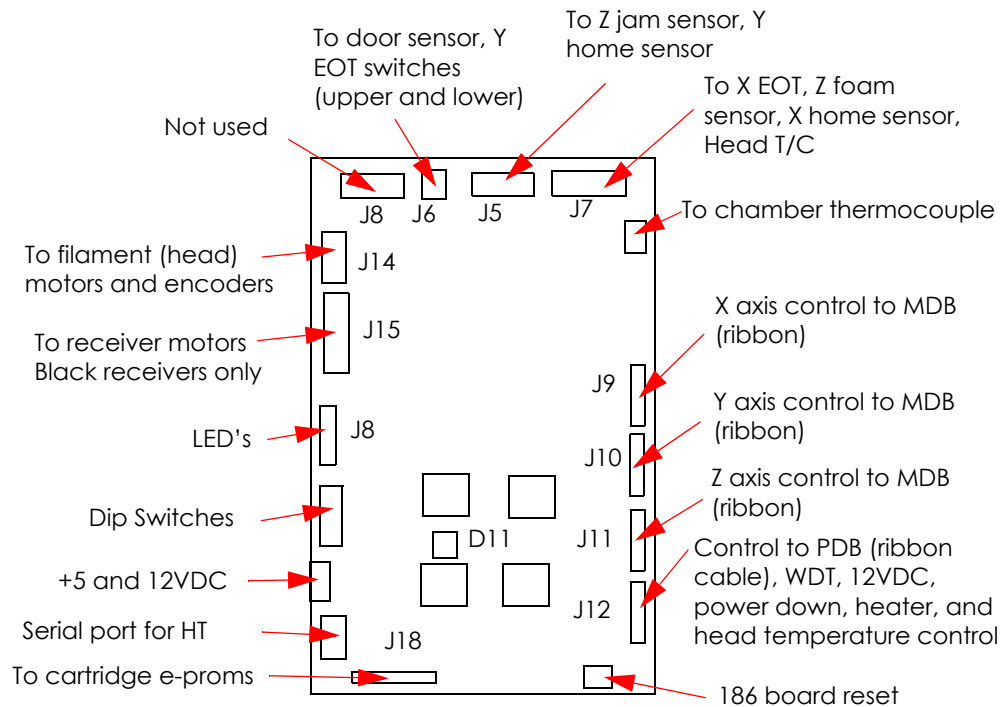 To door sensor, Y
EOT switches
(upper and lower)
To Z jam sensor, Y
home sensor
To X EOT, Z foam
sensor, X home sensor,
Head T/C
Not used
J8
J6
J5
J7
To chamber thermocouple
To filament (head)
motors and encoders
J14
To receiver motors
Black receivers only
J15
X axis control to MDB
(ribbon)
J9
LED's
J8
Y axis control to MDB
(ribbon)
J10
Z axis control to MDB
(ribbon)
J11
Dip Switches
D11
Control to PDB (ribbon
cable), WDT, 12VDC,
power down, heater, and
head temperature control
J12
+5 and 12VDC
Serial port for HT
J18
To cartridge e-proms
186 board reset